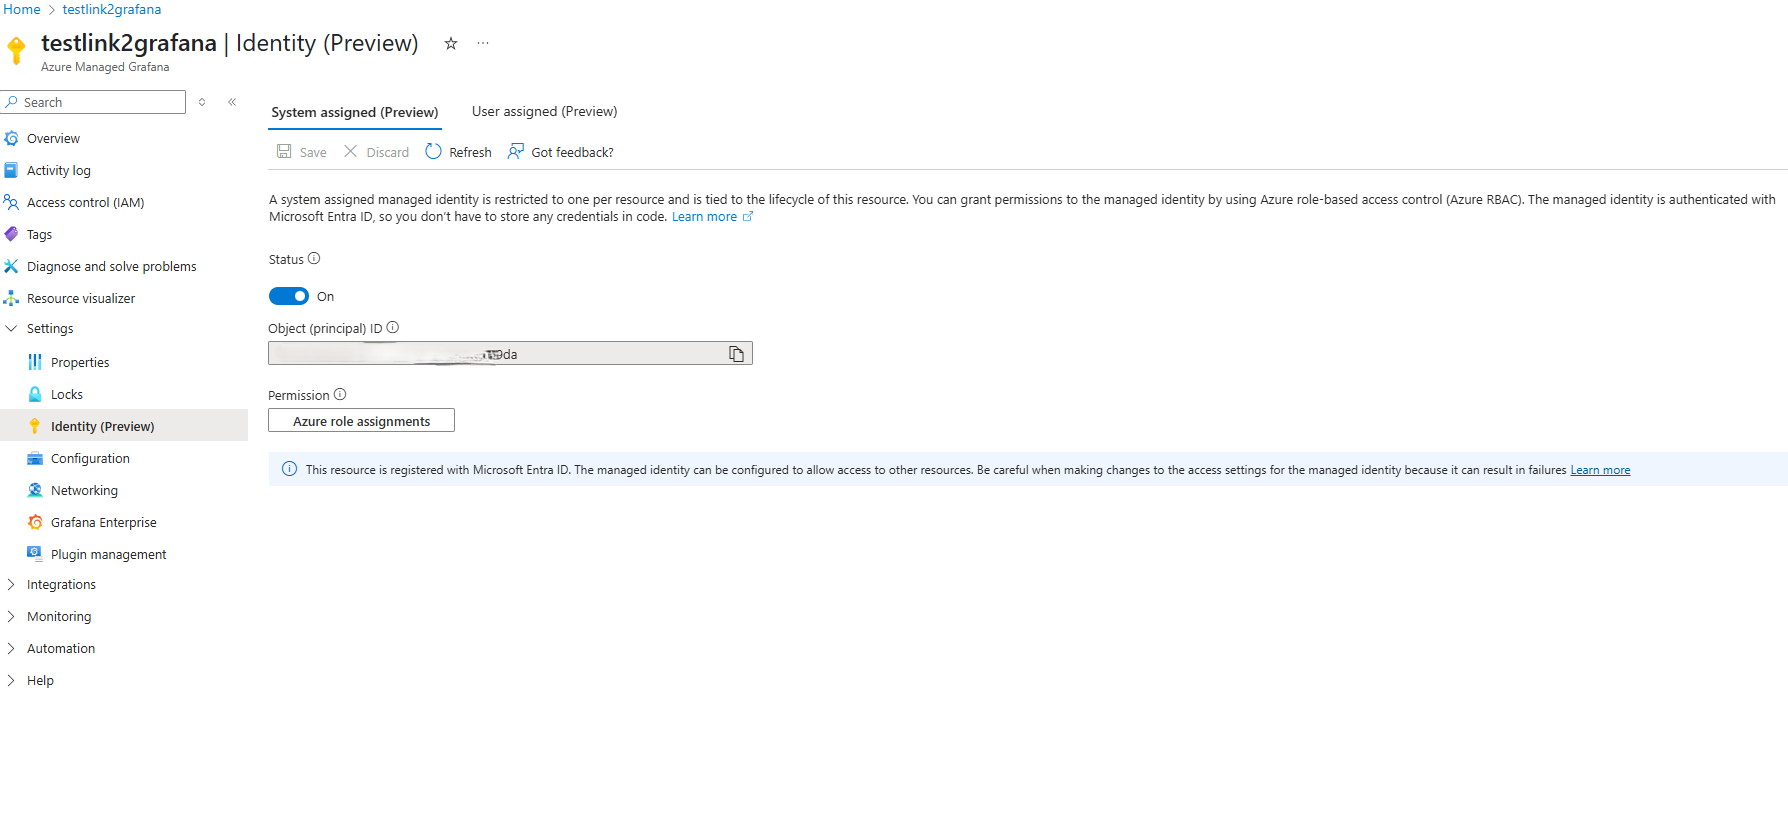 Home > testlink2grafana
testlink2grafana | Identity (Preview)
Azure Managed Grafana
Search
Overview
Activity log
Access control (IAM)
Tags
Diagnose and solve problems
Resource visualizer
Settings
Properties
Locks
Identity (Preview)
Configuration
Networking
Grafana Enterprise
Plugin management
Integrations
Monitoring
Automation
Help
System assigned (Preview) User assigned (Preview)
Save Discard Refresh Got feedback?
A system assigned managed identity is restricted to one per resource and is tied to the lifecycle of this resource. You can grant permissions to the managed identity by using Azure role-based access control (Azure RBAC). The managed identity is authenticated with
Microsoft Entra ID, so you don't have to store any credentials in code. Learn more
Status
On
Object (principal) ID
9da
Permission
Azure role assignments
This resource is registered with Microsoft Entra ID. The managed identity can be configured to allow access to other resources. Be careful when making changes to the access settings for the managed identity because it can result in failures Learn more